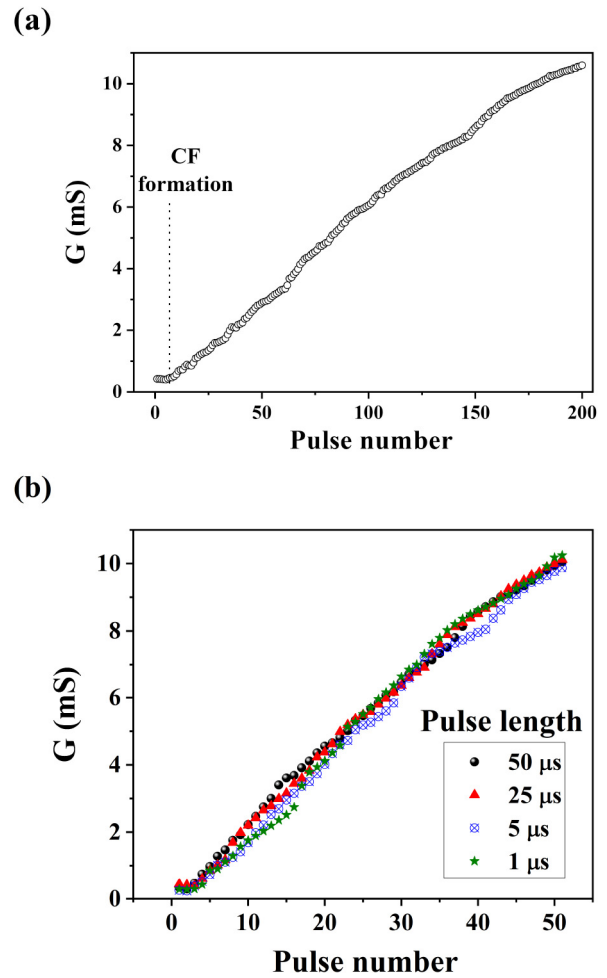 (a)
10
8
6
4
2
0
G (mS)
CF
formation
0 50 100 150 200
Pulse number
(b)
10
8
6
4
2
0
G (mS)
Pulse length
50 μs
25 μs
5 μs
1 μs
0 10 20 30 40 50
Pulse number